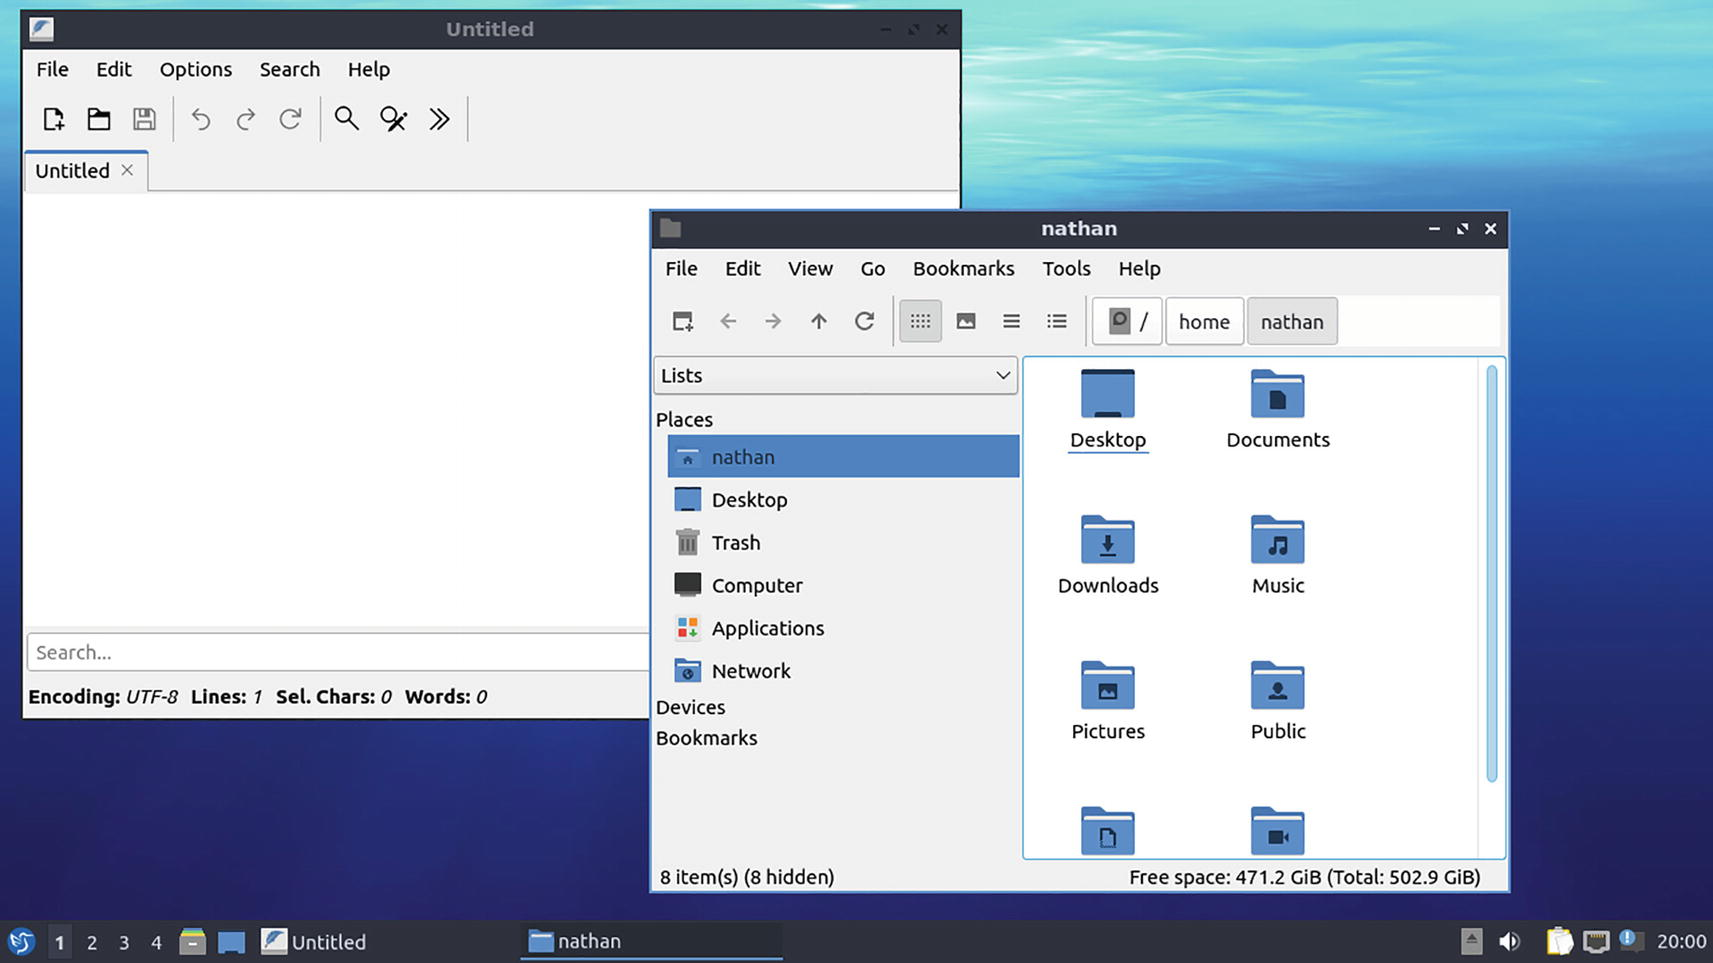 Untitled
File Edit Options Search Help
Untitled
Search...
Encoding: UTF-8 Lines: 1 Sel. Chars: 0 Words: 0
nathan
File Edit View Go Bookmarks Tools Help
/ home nathan
Lists
Places
nathan
Desktop
Trash
Computer
Applications
Network
Devices
Bookmarks
Desktop Documents
Downloads Music
Pictures Public
8 item(s) (8 hidden) Free space: 471.2 GiB (Total: 502.9 GiB)
1 2 3 4 Untitled nathan 20:00